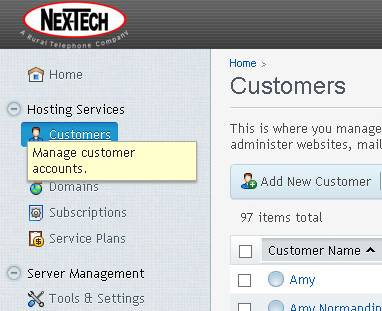 NEXTECH
A Rural Telephone Company
Home
Hosting Services
Customers
Manage customer
accounts.
Domains
Subscriptions
Service Plans
Server Management
Tools & Settings
Home >
Customers
This is where you manage
administer websites, mail
Add New Customer
97 items total
Customer Name
Amy
Amy Normandin